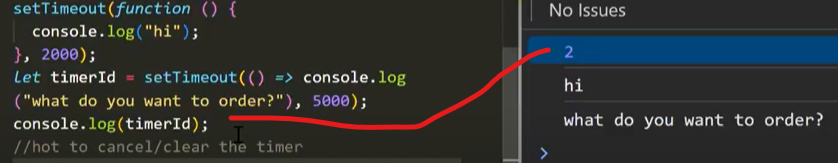 setTimeout(function () {
console.log("hi");
}, 2000);
let timerId = setTimeout(() => console.log
("what do you want to order?"), 5000);
console.log(timerId);
//hot to cancel/clear the timer
No Issues
2
hi
what do you want to order?
>